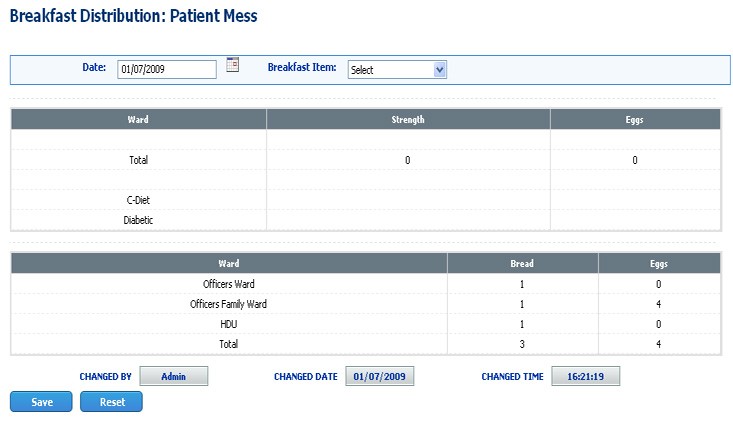 Breakfast Distribution: Patient Mess
Date: 01/07/2009 Breakfast Item: Select
Ward Strength Eggs
Total 0 0
C-Diet
Diabetic
Ward Bread Eggs
Officers Ward 1 0
Officers Family Ward 1 4
HDU 1 0
Total 3 4
CHANGED BY Admin CHANGED DATE 01/07/2009 CHANGED TIME 16:21:19
Save Reset